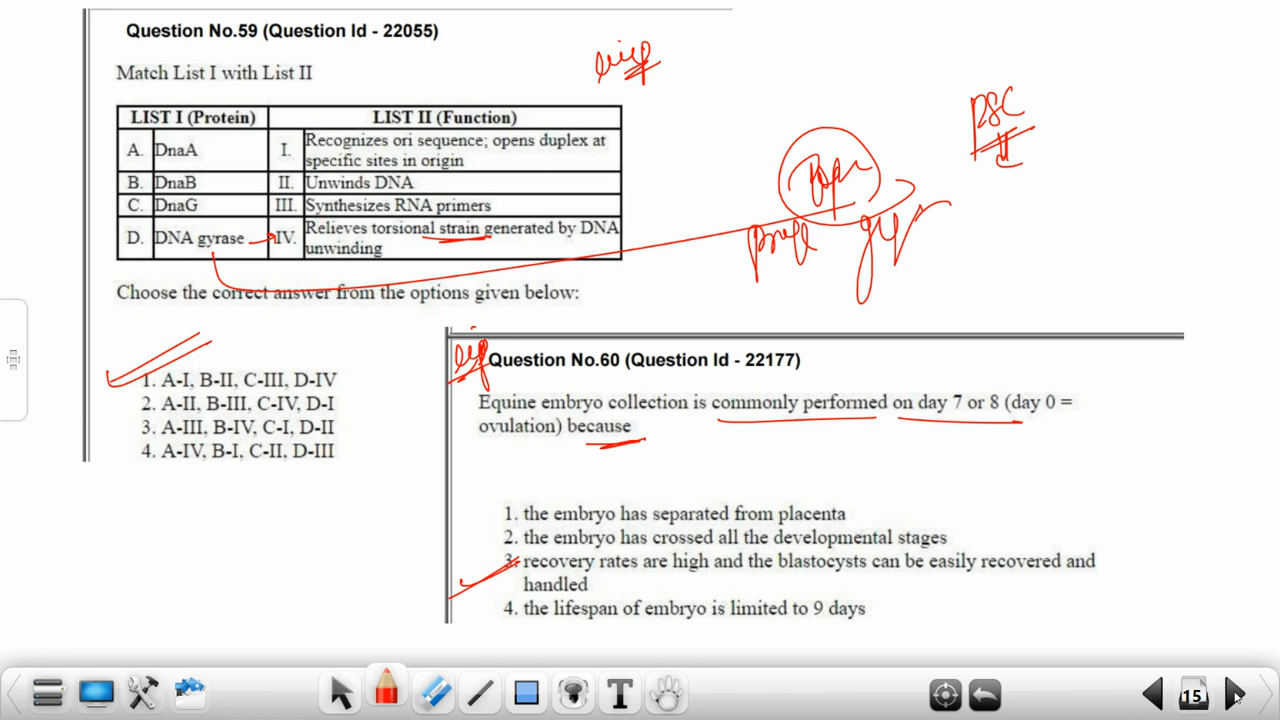 Question No.59 (Question Id - 22055)
Match List I with List II
LIST I (Protein) LIST II (Function)
A. DnaA I. Recognizes ori sequence; opens duplex at
specific sites in origin
B. DnaB II. Unwinds DNA
C. DnaG III. Synthesizes RNA primers
D. DNA gyrase IV. Relieves torsional strain generated by DNA
unwinding
Choose the correct answer from the options given below:
1. A-I, B-II, C-III, D-IV
2. A-II, B-III, C-IV, D-I
3. A-III, B-IV, C-I, D-II
4. A-IV, B-I, C-II, D-III
Question No.60 (Question Id - 22177)
Equine embryo collection is commonly performed on day 7 or 8 (day 0 =
ovulation) because
1. the embryo has separated from placenta
2. the embryo has crossed all the developmental stages
3. recovery rates are high and the blastocysts can be easily recovered and
handled
4. the lifespan of embryo is limited to 9 days
T
15